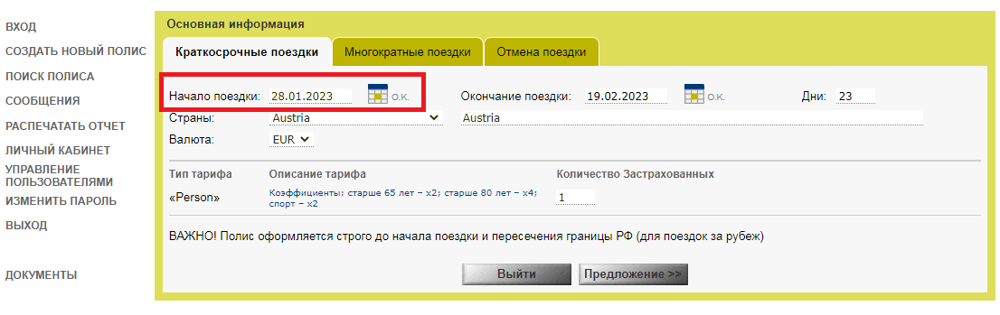 ВХОД
СОЗДАТЬ НОВЫЙ ПОЛИС
ПОИСК ПОЛИСА
СООБЩЕНИЯ
РАСПЕЧАТАТЬ ОТЧЕТ
ЛИЧНЫЙ КАБИНЕТ
УПРАВЛЕНИЕ
ПОЛЬЗОВАТЕЛЯМИ
ИЗМЕНИТЬ ПАРОЛЬ
ВЫХОД
ДОКУМЕНТЫ
Основная информация
Краткосрочные поездки Многократные поездки Отмена поездки
Начало поездки: 28.01.2023 о.к. Окончание поездки: 19.02.2023 о.к. Дни: 23
Страны: Austria Austria
Валюта: EUR
Тип тарифа Описание тарифа Количество Застрахованных
«Person» Коэффициенты: старше 65 лет – х2; старше 80 лет – х4; 1
спорт – х2
ВАЖНО! Полис оформляется строго до начала поездки и пересечения границы РФ (для поездок за рубеж)
Выйти Предложение >>